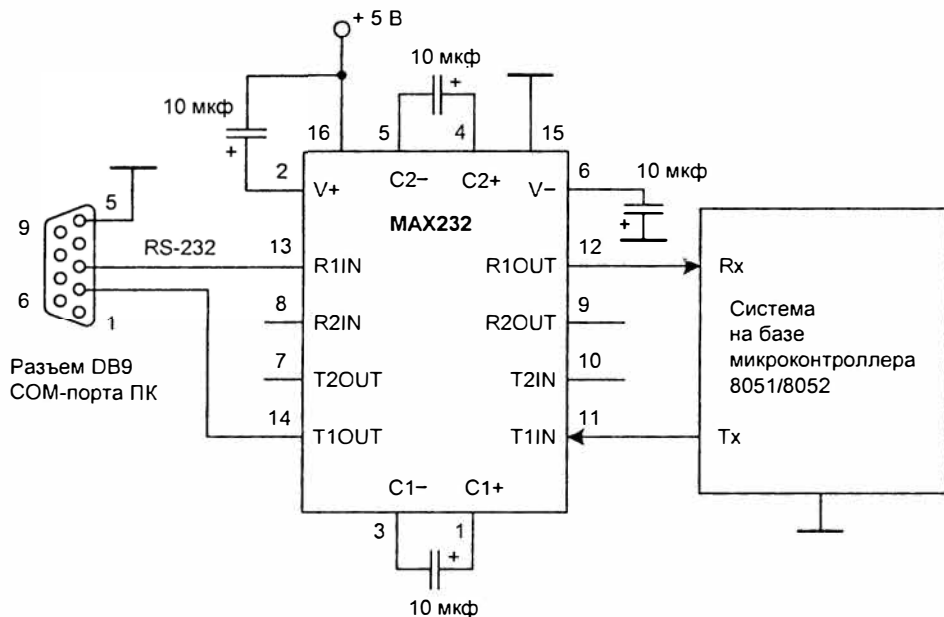 + 5 В
10 мкф
10 мкф
+
+
16
5
4
15
2
V+
C2−
C2+
V−
6
10 мкф
+
MAX232
5
9
6
1
RS-232
13
R1IN
R1OUT
12
Rx
8
R2IN
R2OUT
9
7
T2OUT
T2IN
10
14
T1OUT
T1IN
11
Tx
Разъем DB9
COM-порта ПК
Система
на базе
микроконтроллера
8051/8052
C1−
C1+
3
1
+
10 мкф